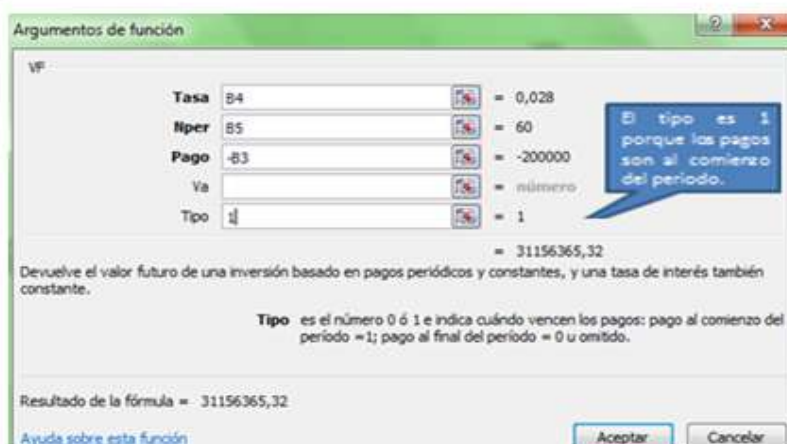 Argumentos de función
VF
Tasa B4 = 0,028
Nper B5 = 60
Pago -B3 = -200000
Va = número
Tipo 1 = 1
El tipo es 1
porque los pagos
son al comienzo
del periodo.
= 31156365,32
Devuelve el valor futuro de una inversión basado en pagos periódicos y constantes, y una tasa de interés también
constante.
Tipo es el número 0 ó 1 e indica cuándo vencen los pagos: pago al comienzo del
período =1; pago al final del período = 0 u omitido.
Resultado de la fórmula = 31156365,32
Ayuda sobre esta función
Aceptar
Cancelar